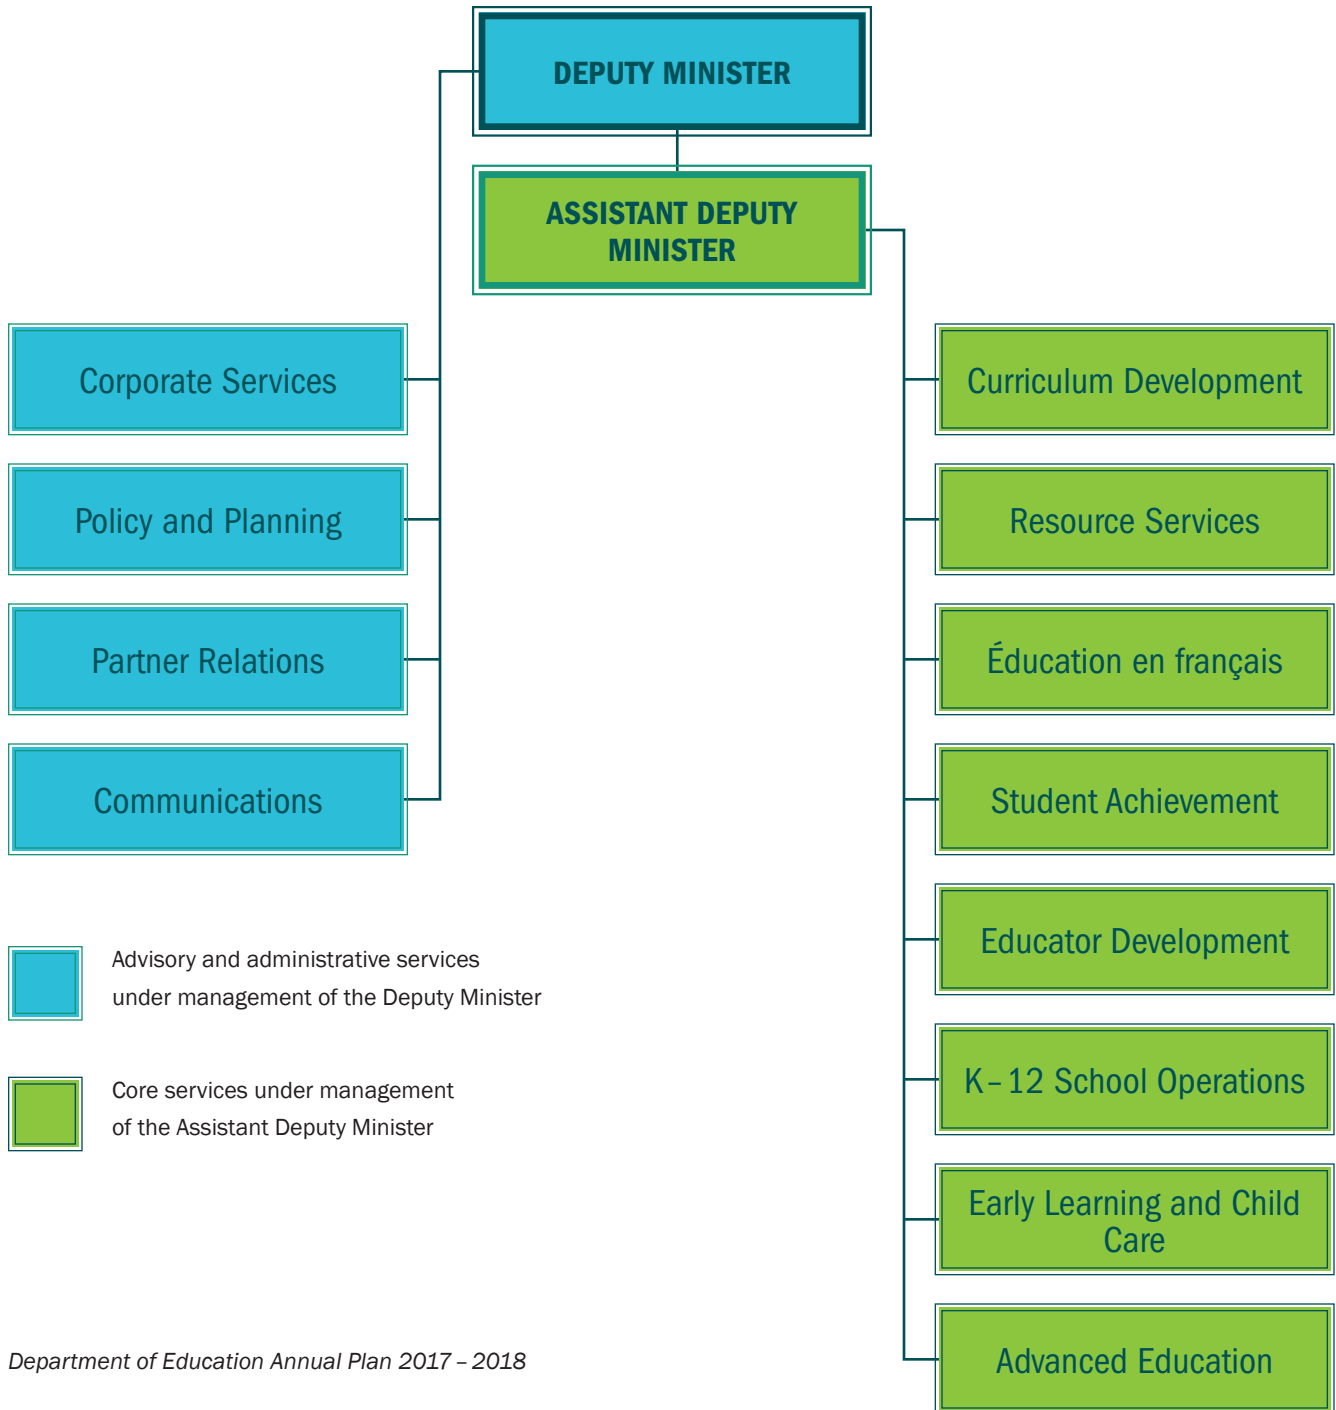 DEPUTY MINISTER
ASSISTANT DEPUTY
MINISTER
Corporate Services
Policy and Planning
Partner Relations
Communications
Curriculum Development
Resource Services
Éducation en français
Student Achievement
Educator Development
K – 12 School Operations
Early Learning and Child
Care
Advanced Education
Advisory and administrative services
under management of the Deputy Minister
Core services under management
of the Assistant Deputy Minister
Department of Education Annual Plan 2017 – 2018